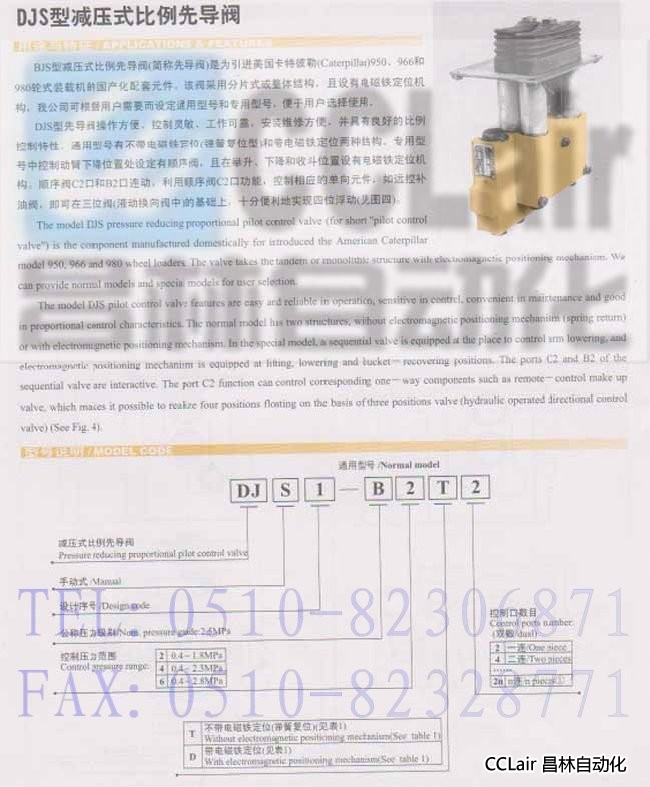 DJS型减压式比例先导阀
用途与特征/APPLICATIONS & FEATURES
BJS型减压式比例先导阀(简称先导阀)是为引进美国卡特彼勒(Caterpillar)950、966和
980轮式装载机的国产化配套元件。该阀采用分片式或整体结构，且设有电磁铁定位机
构，我公司可根据用户需要而设定通用型号和专用型号，便于用户选择使用。
DJS型先导阀操作方便、控制灵敏、工作可靠、安装维修方便，并具有良好的比例
控制特性。通用型号有不带电磁铁定位(弹簧复位型)和带电磁铁定位两种结构，专用型
号中控制动臂下降位置处设定有顺序阀，且在举升、下降和收斗位置设有电磁铁定位机
构，顺序阀C2口和B2口连动，利用顺序阀C2口功能，控制相应的单向元件，如远控补
油阀，即可在三位阀(液动换向阀中)的基础上，十分便利地实现四位浮动(见图四)。
The model DJS pressure reducing proportional pilot control valve (for short "pilot control
valve") is the component manufactured domestically for introduced the American Caterpillar
model 950, 966 and 980 wheel loaders. The valve takes the tandem or monolithic structure with electromagnetic positioning mechanism. We
can provide normal models and special models for user selection.
The model DJS pilot control valve features are easy and reliable in operation, sensitive in control, convenient in maintenance and good
in proportional control characteristics. The normal model has two structures, without electromagnetic positioning mechanism (spring return)
or with electromagnetic positioning mechanism. In the special model, a sequential valve is equipped at the place to control arm lowering, and
electromagnetic positioning mechanism is equipped at lifting, lowering and bucket-recovering positions. The ports C2 and B2 of the
sequential valve are interactive. The port C2 function can control corresponding one-way components such as remote-control make up
valve, which maces it possible to realize four positions flonting on the basis of three positions valve (hydraulic operated directional control
valve) (See Fig. 4).
型号说明/MODEL CODE
通用型号/Normal model
DJ S 1 — B 2 T 2
减压式比例先导阀
Pressure reducing proportional pilot control valve
手动式/Manual
设计序号/Design code
公称压力级别/Nom. pressure guide:2.5MPa
控制压力范围
Control pressure range:
2 0.4~1.8MPa
4 0.4~2.3MPa
6 0.4~2.8MPa
控制口数目
Control ports number:
(双数/dual)
2 一连/One piece
4 二连/Two pieces
……
2n n连/n pieces①
T 不带电磁铁定位(弹簧复位)(见表1)
Without electromagnetic positioning mechanism(See table 1)
D 带电磁铁定位(见表1)
With electromagnetic positioning mechanism(See table 1)
TEL:0510-82306871
FAX:0510-82328771
CCLair 昌林自动化